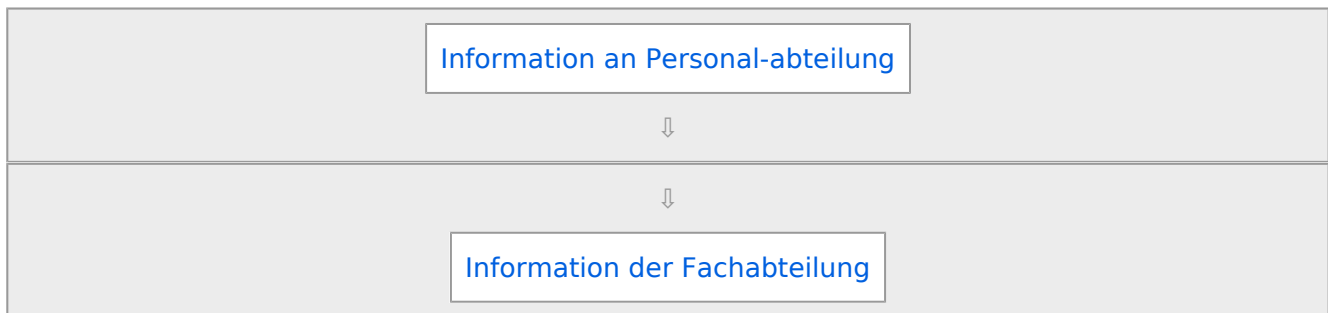 Information an Personal-abteilung
⇩
⇩
Information der Fachabteilung